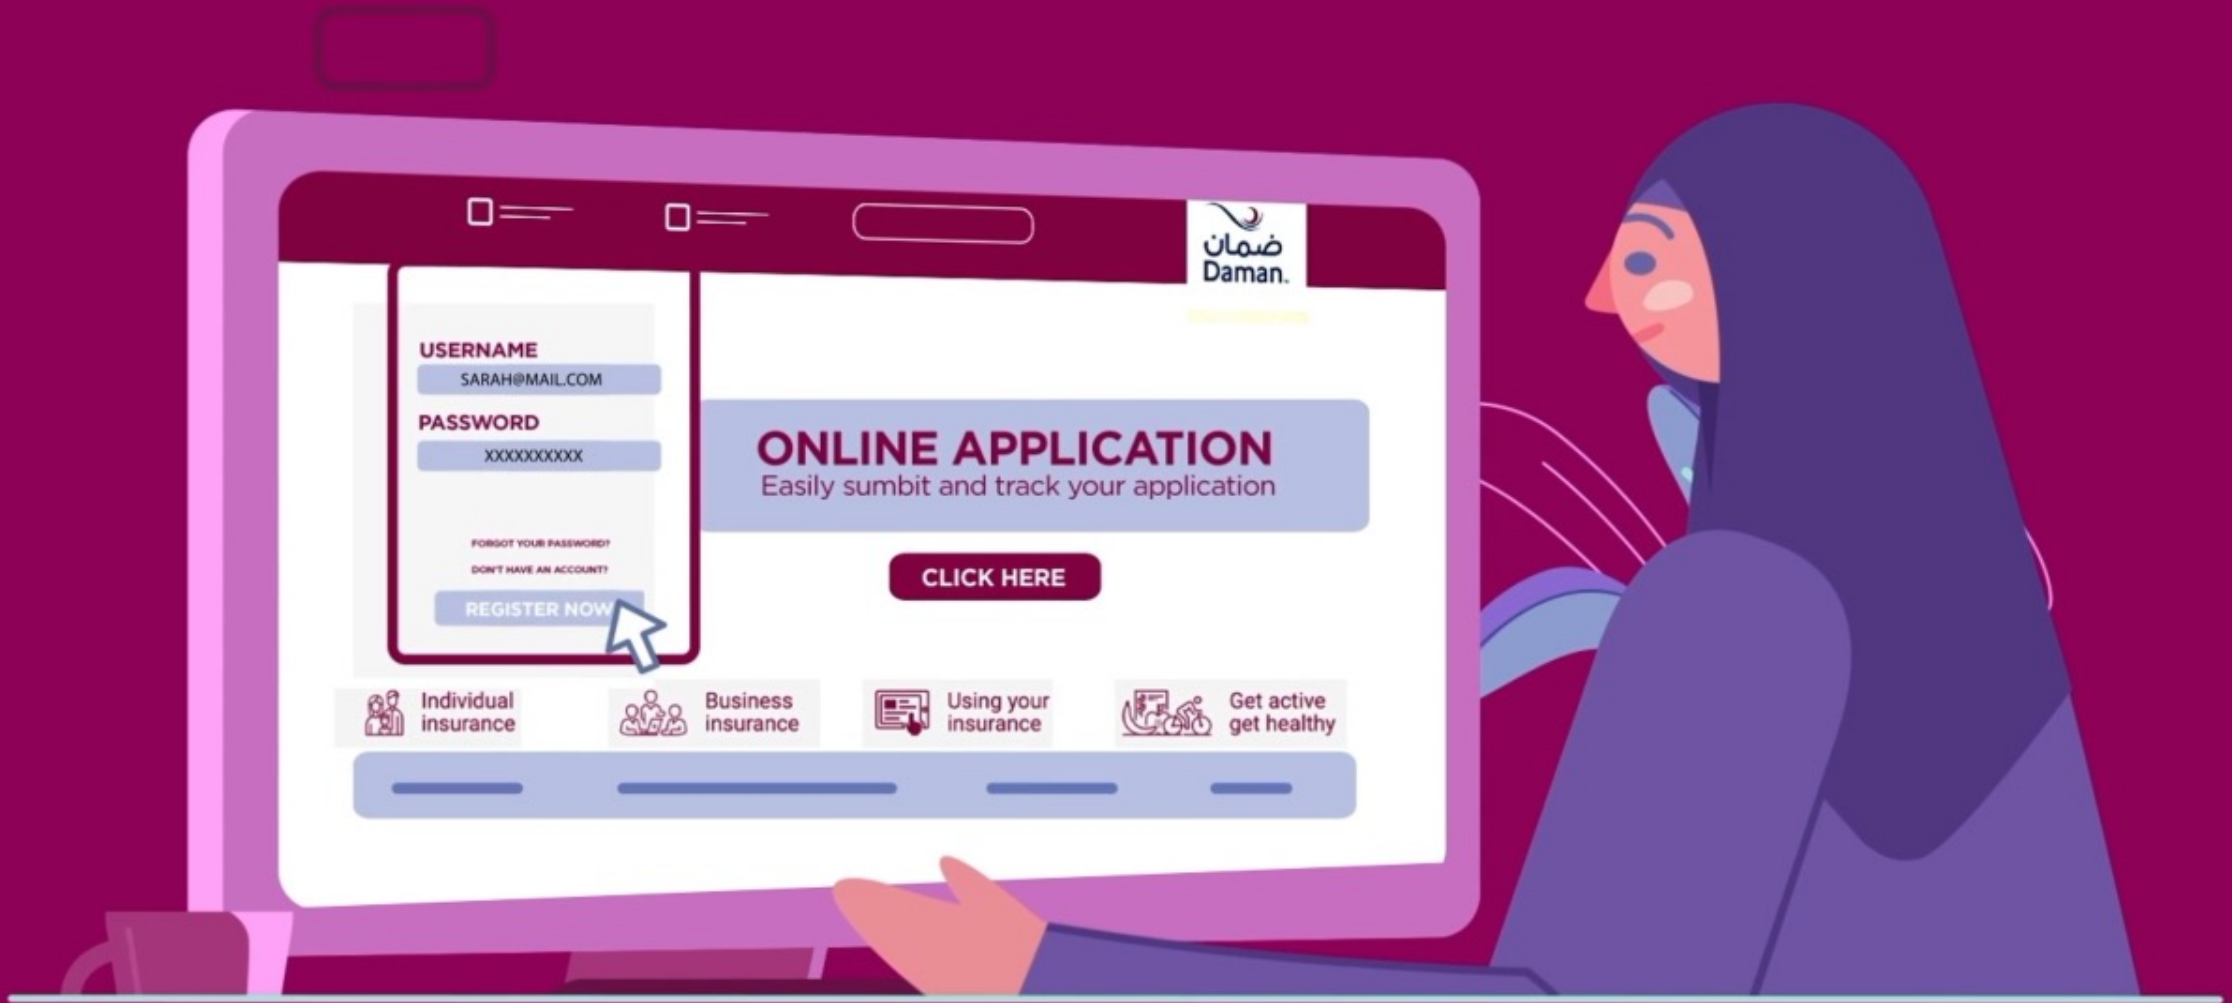 ضمان
Daman.
USERNAME
SARAH@MAIL.COM
PASSWORD
XXXXXXXXXX
FORGOT YOUR PASSWORD?
DON'T HAVE AN ACCOUNT?
REGISTER NOW
ONLINE APPLICATION
Easily sumbit and track your application
CLICK HERE
Individual
insurance
Business
insurance
Using your
insurance
Get active
get healthy